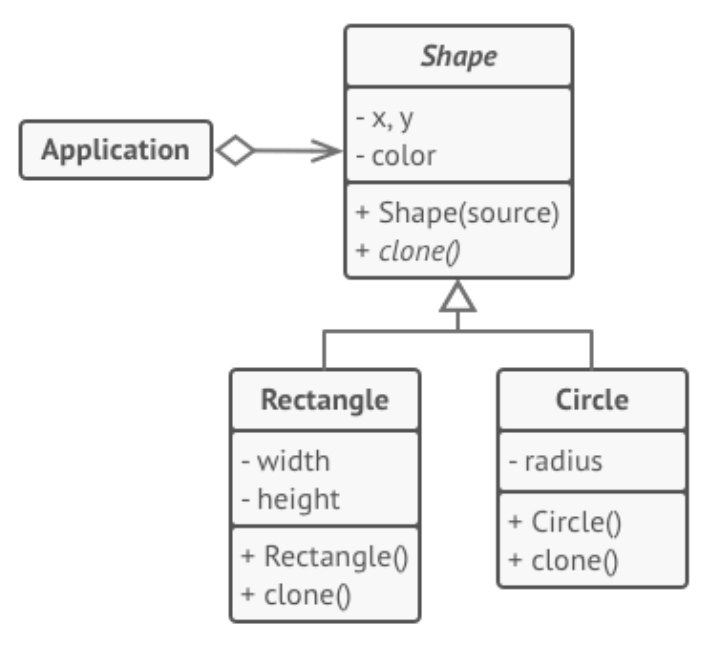 Shape
- x, y
- color
+ Shape(source)
+ clone()
Application
Rectangle
- width
- height
+ Rectangle()
+ clone()
Circle
- radius
+ Circle()
+ clone()